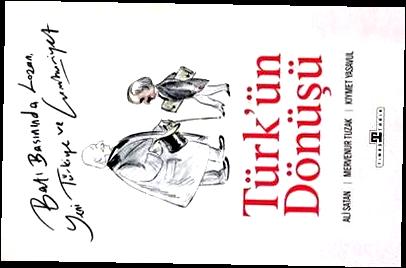 Batı Basınında Lozan,
Yeni Türkiye ve Cumhuriyet
Türk'ün
Dönüşü
ALİ SATAN | MERVENUR TUZAK | KIYMET YASAVUL